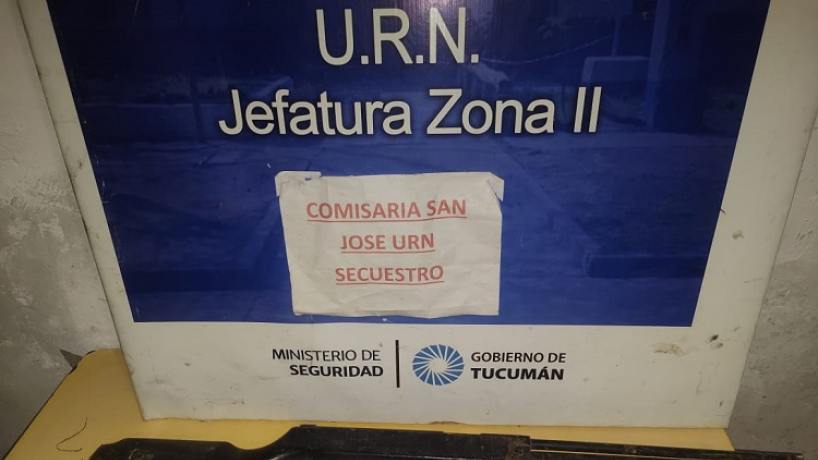 U.R.N.
Jefatura Zona II
COMISARIA SAN
JOSE URN
SECUESTRO
MINISTERIO DE
SEGURIDAD
GOBIERNO DE
TUCUMÁN